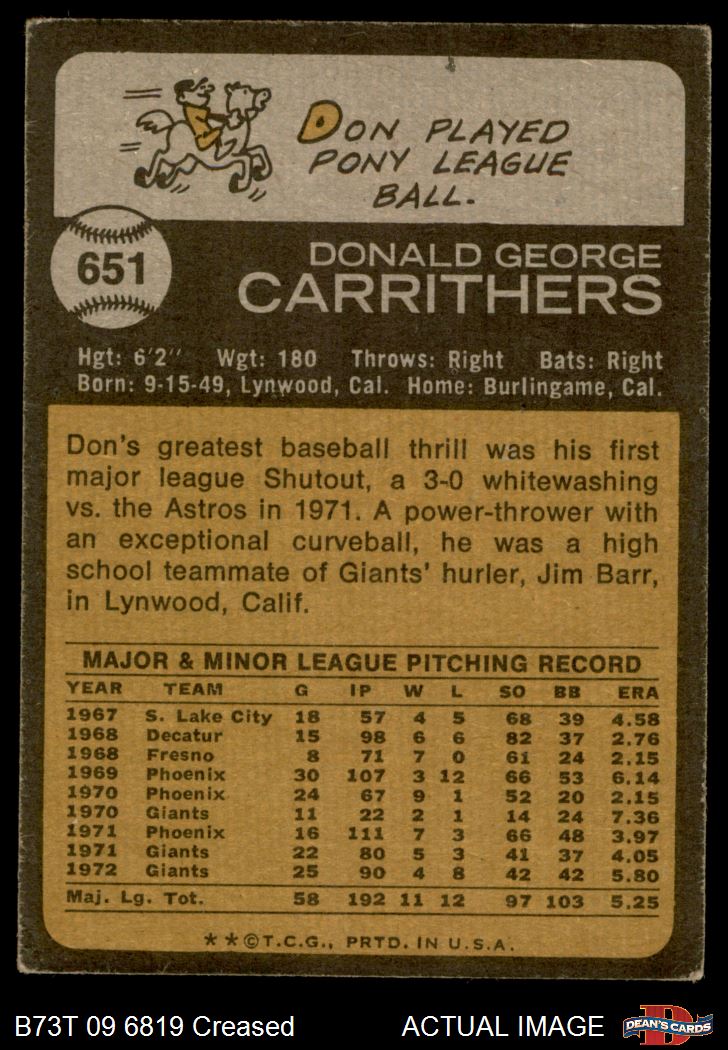 DON PLAYED
PONY LEAGUE
BALL.
651
DONALD GEORGE
CARRITHERS
Hgt: 6'2" Wgt: 180 Throws: Right Bats: Right
Born: 9-15-49, Lynwood, Cal. Home: Burlingame, Cal.
Don's greatest baseball thrill was his first
major league Shutout, a 3-0 whitewashing
vs. the Astros in 1971. A power-thrower with
an exceptional curveball, he was a high
school teammate of Giants' hurler, Jim Barr,
in Lynwood, Calif.
MAJOR & MINOR LEAGUE PITCHING RECORD
YEAR TEAM G IP W L SO BB ERA
1967 S. Lake City 18 57 4 5 68 39 4.58
1968 Decatur 15 98 6 6 82 37 2.76
1968 Fresno 8 71 7 0 61 24 2.15
1969 Phoenix 30 107 3 12 66 53 6.14
1970 Phoenix 24 67 9 1 52 20 2.15
1970 Giants 11 22 2 1 14 24 7.36
1971 Phoenix 16 111 7 3 66 48 3.97
1971 Giants 22 80 5 3 41 37 4.05
1972 Giants 25 90 4 8 42 42 5.80
Maj. Lg. Tot. 58 192 11 12 97 103 5.25
**©T.C.G., PRTD. IN U.S.A.
B73T 09 6819 Creased ACTUAL IMAGE
D
DEAN'S CARDS